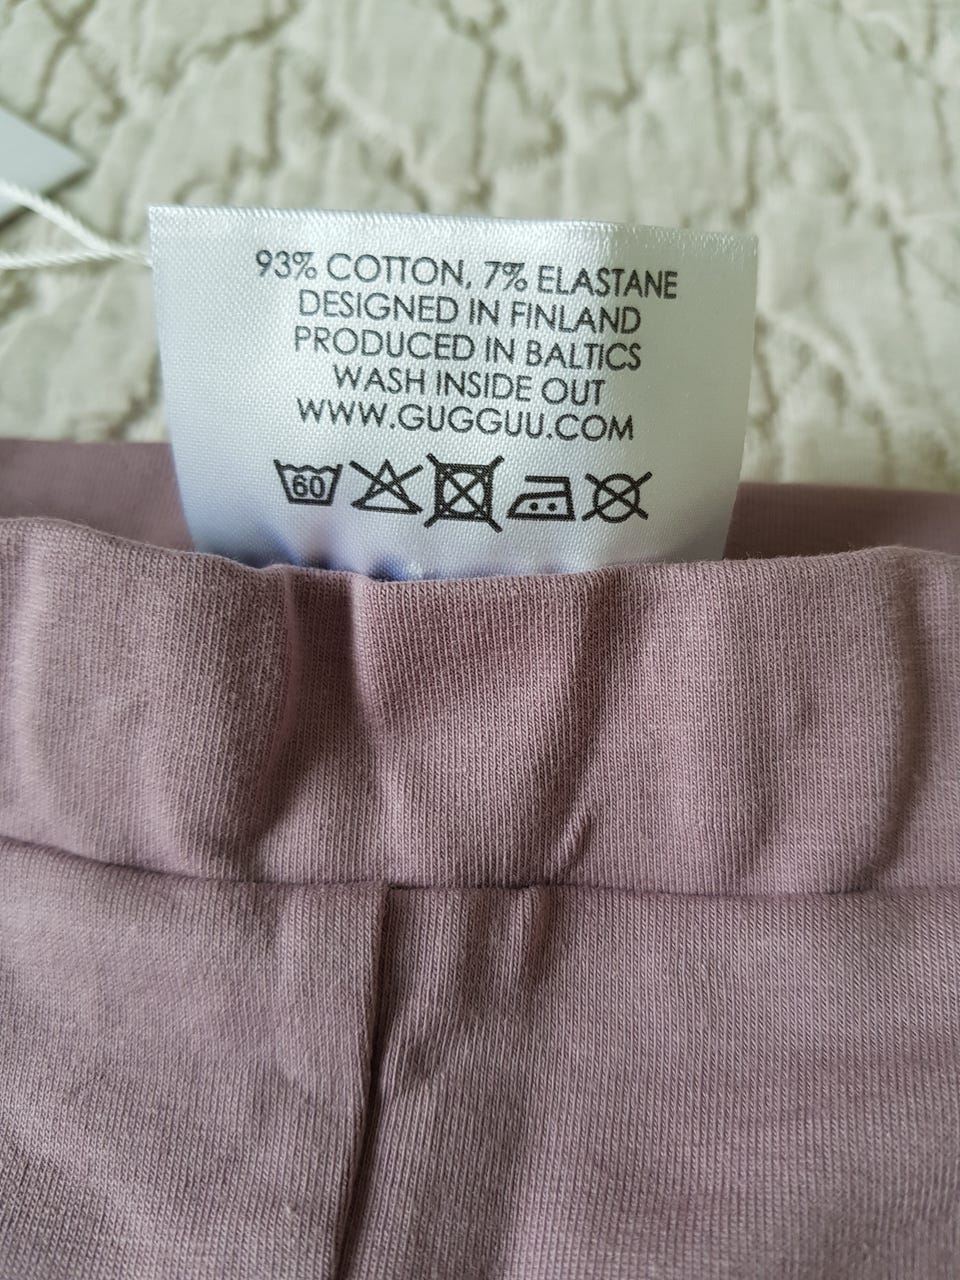 93% COTTON, 7% ELASTANE
DESIGNED IN FINLAND
PRODUCED IN BALTICS
WASH INSIDE OUT
WWW.GUGGUU.COM
60